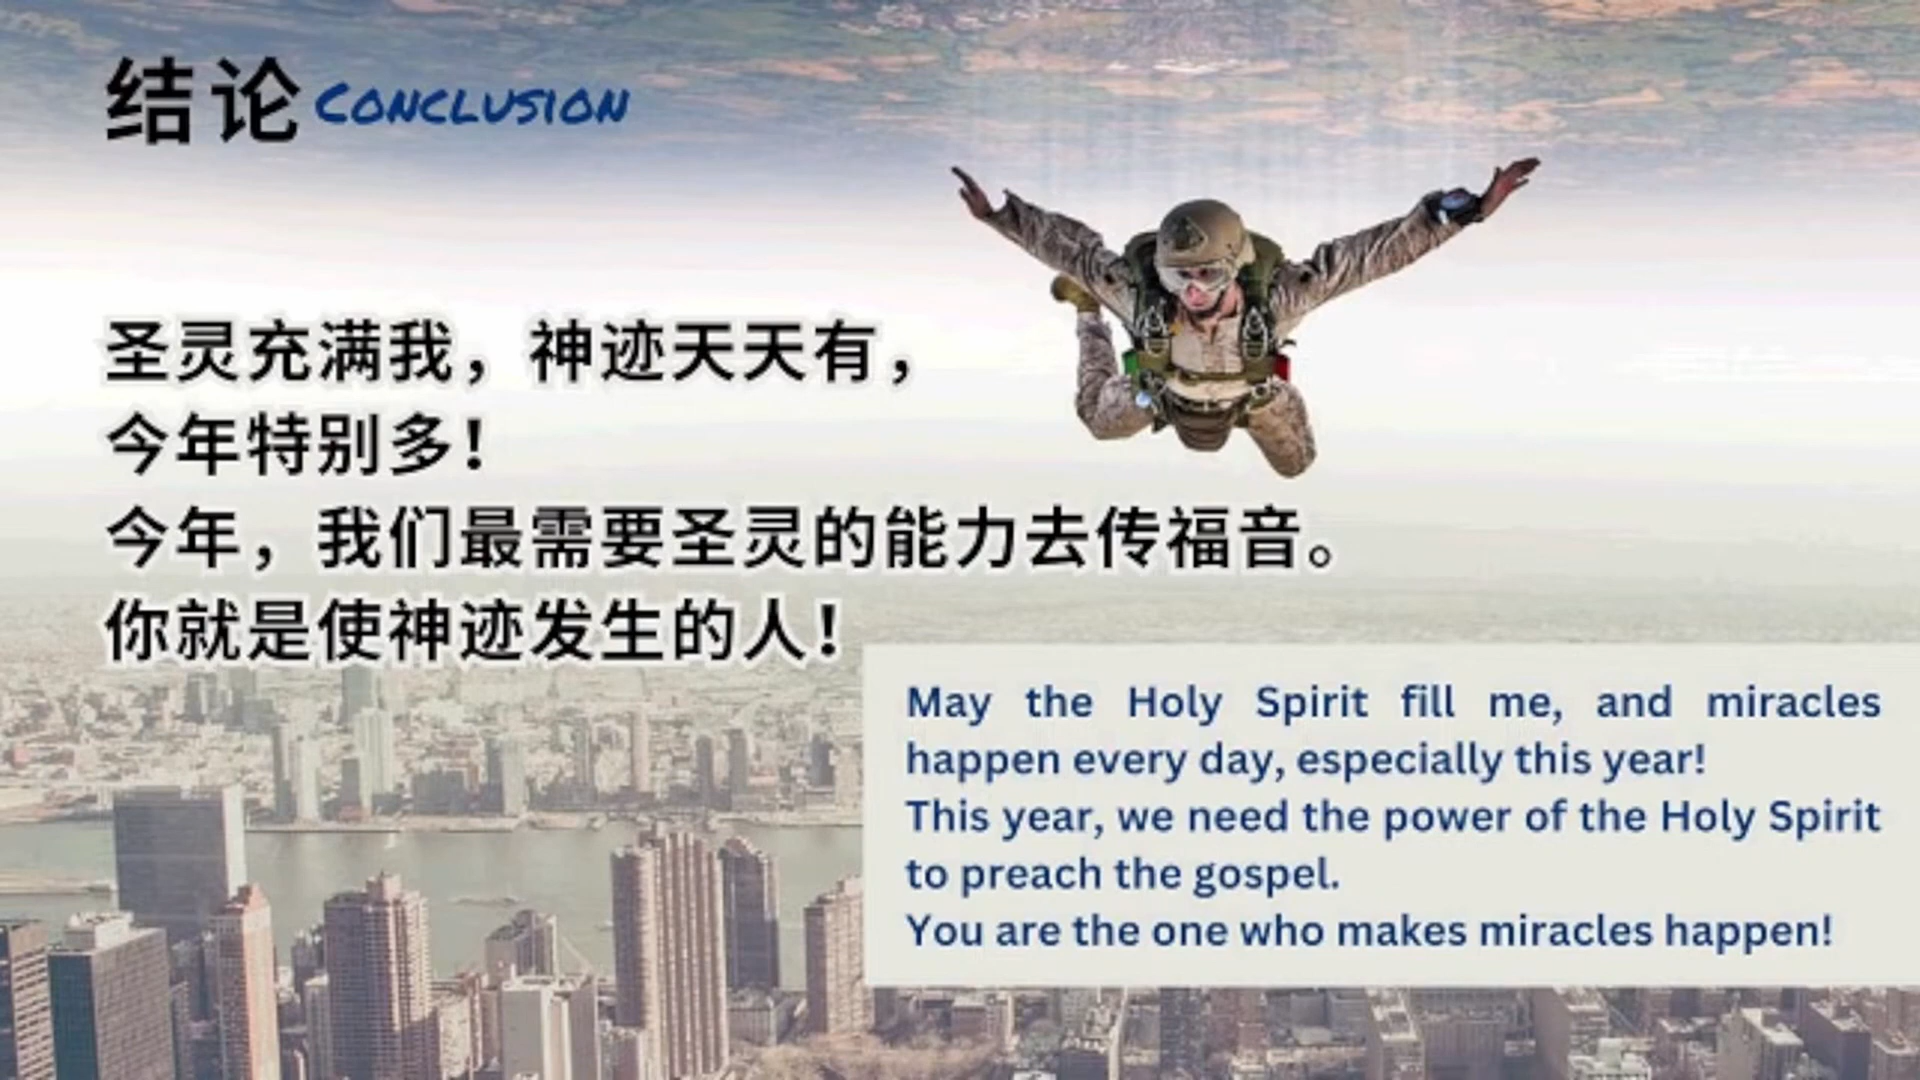 结论 CONCLUSION
圣灵充满我，神迹天天有，
今年特别多！
今年，我们最需要圣灵的能力去传福音。
你就是使神迹发生的人！
May the Holy Spirit fill me, and miracles
happen every day, especially this year!
This year, we need the power of the Holy Spirit
to preach the gospel.
You are the one who makes miracles happen!